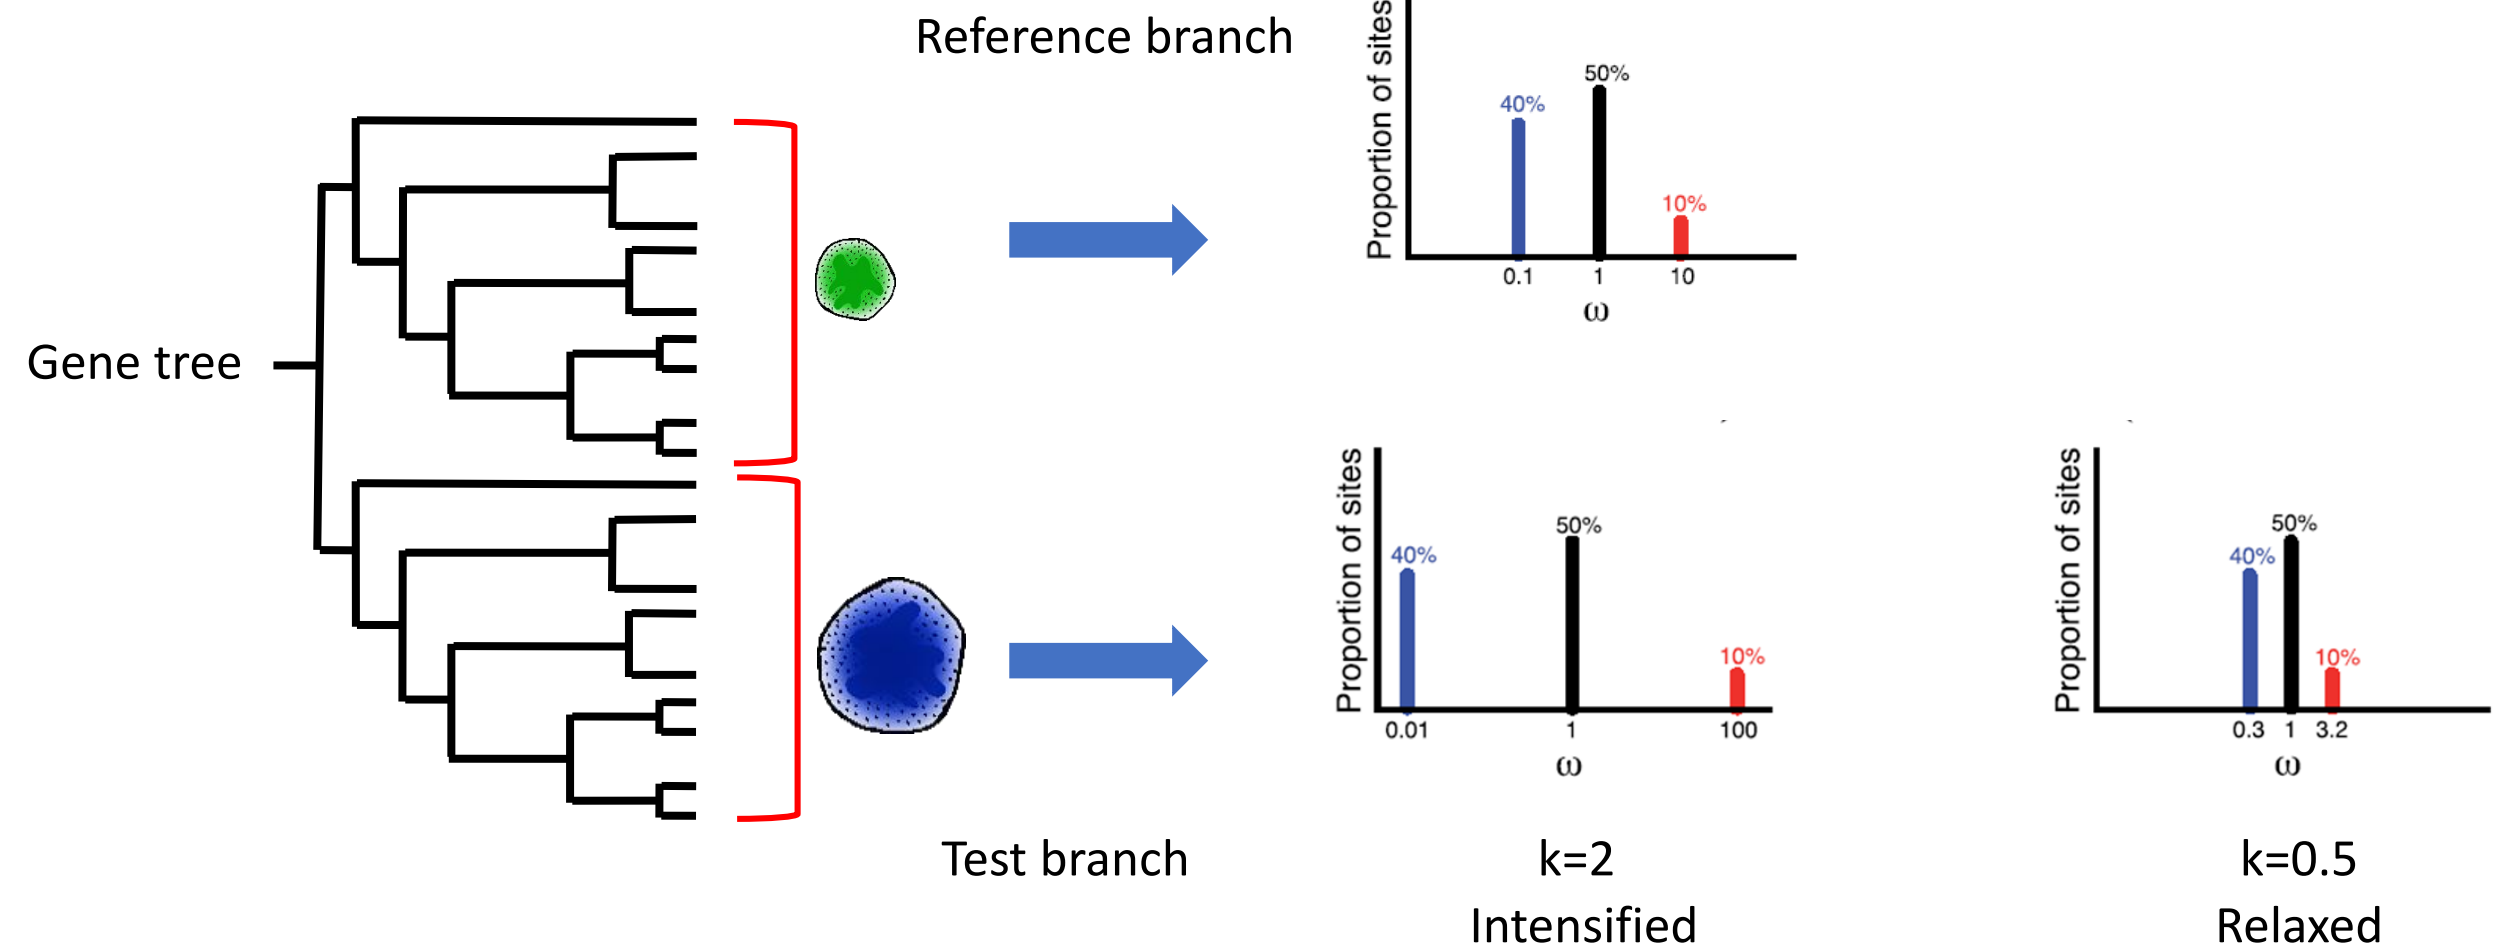 Reference branch
Proportion of sites
40%
50%
10%
0.1 1 10
ω
Gene tree
Proportion of sites
40%
50%
10%
0.01 1 100
ω
Proportion of sites
40%
50%
10%
0.3 1 3.2
ω
Test branch
k=2
Intensified
k=0.5
Relaxed